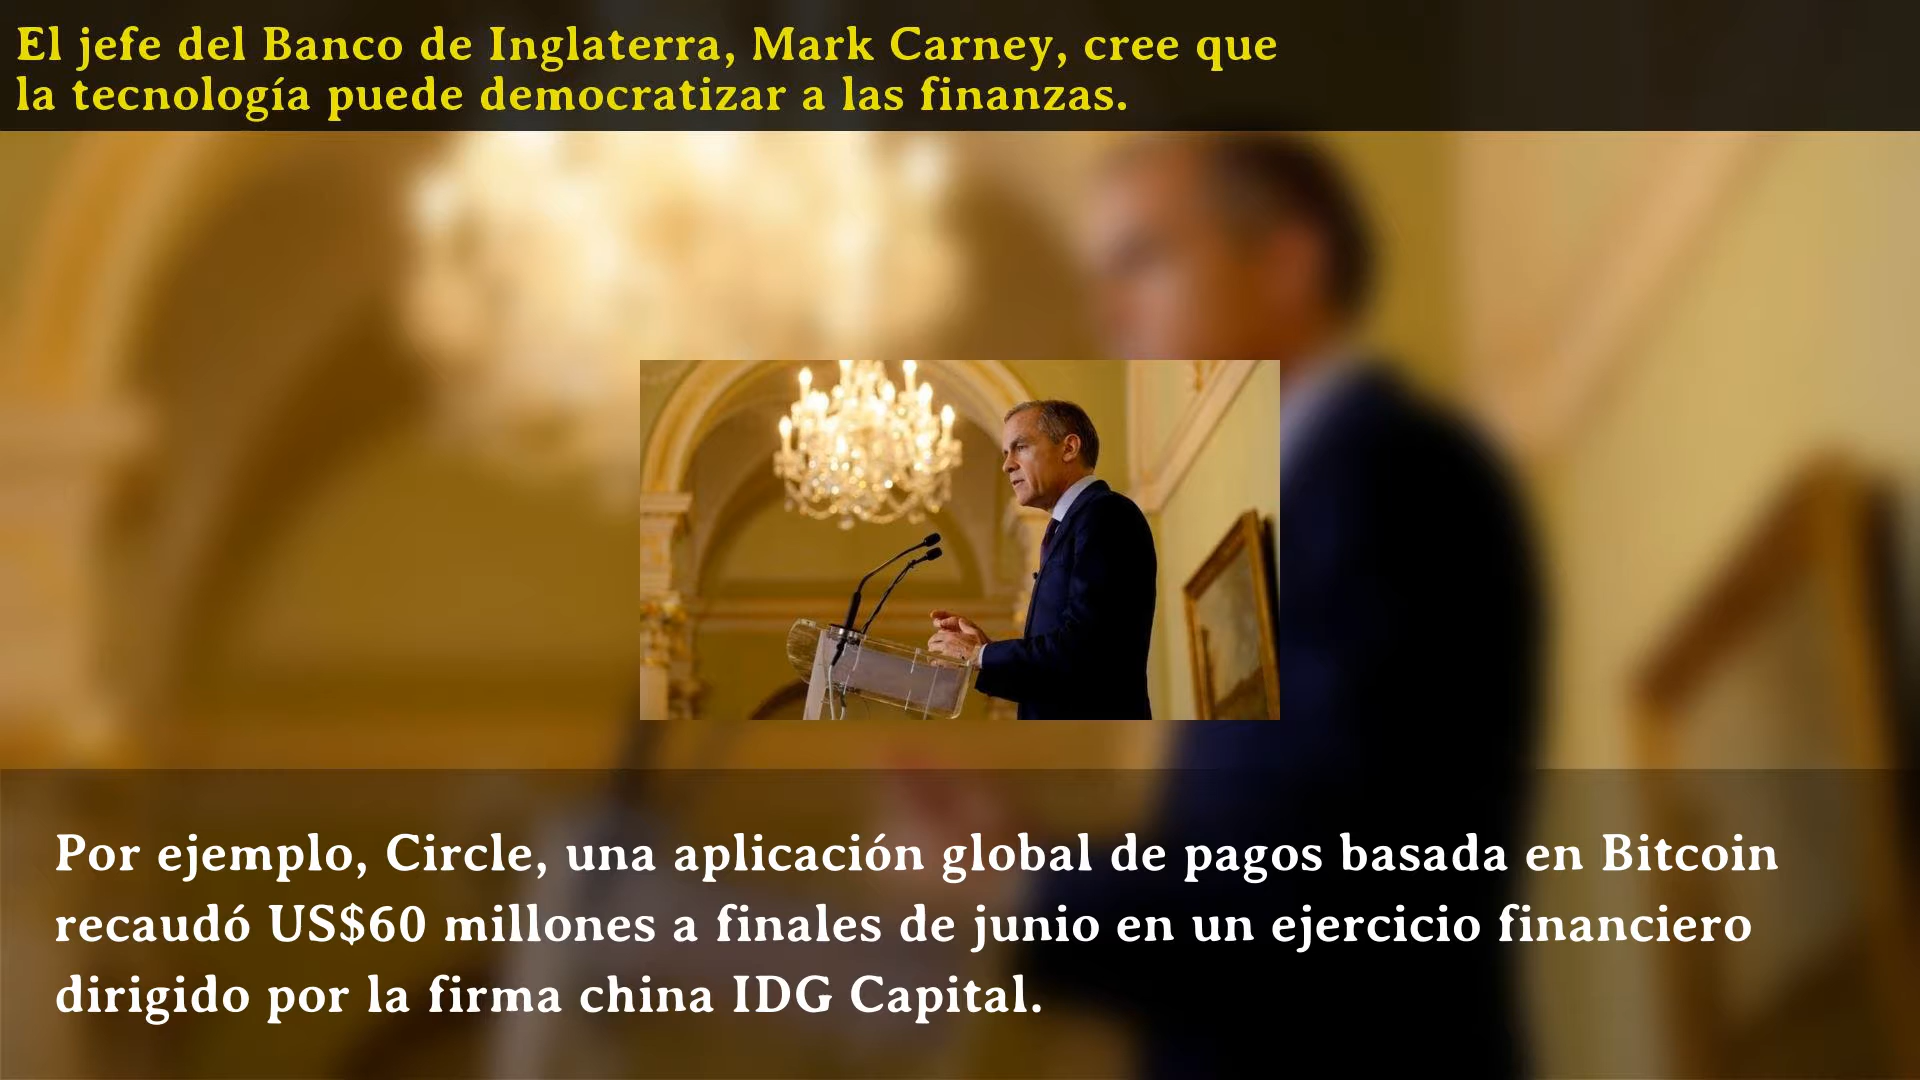 El jefe del Banco de Inglaterra, Mark Carney, cree que
la tecnología puede democratizar a las finanzas.
Por ejemplo, Circle, una aplicación global de pagos basada en Bitcoin
recaudó US$60 millones a finales de junio en un ejercicio financiero
dirigido por la firma china IDG Capital.